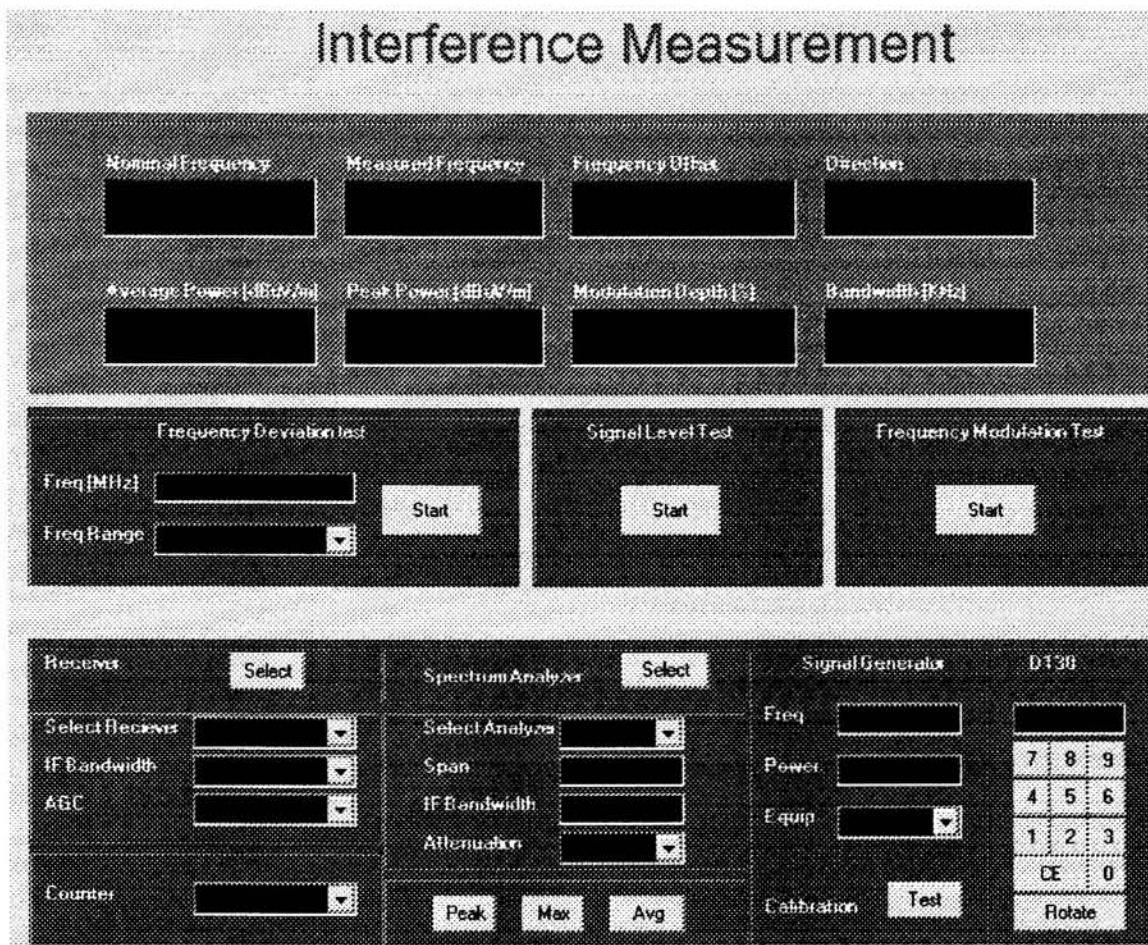 Interference Measurement
Nominal Frequency
Measured Frequency
Frequency Offset
Direction
Average Power [dBuV/m]
Peak Power [dBuV/m]
Modulation Depth [%]
Bandwidth [KHz]
Frequency Deviation test
Signal Level Test
Frequency Modulation Test
Freq [MHz]
Start
Start
Start
Freq Range
Receiver
Select
Spectrum Analyzer
Select
Signal Generator
D130
Select Reciever
IF Bandwidth
AGC
Counter
Select Analyzer
Span
IF Bandwidth
Attenuation
Peak Max Avg
Freq
Power
Equip
Calibration
Test
7 8 9
4 5 6
1 2 3
CE 0
Rotate